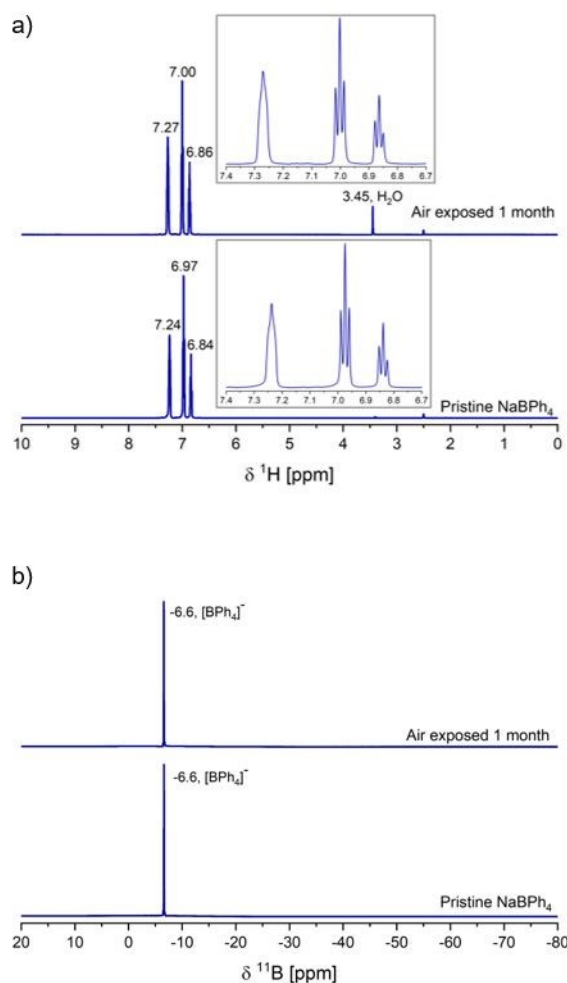 a)
7.00
7.27
6.86
7.4 7.3 7.2 7.1 7.0 6.9 6.8 6.7
3.45, H₂O
Air exposed 1 month
6.97
7.24
6.84
7.4 7.3 7.2 7.1 7.0 6.9 6.8 6.7
Pristine NaBPh₄
10 9 8 7 6 5 4 3 2 1 0
δ ¹H [ppm]
b)
-6.6, [BPh₄]⁻
Air exposed 1 month
-6.6, [BPh₄]⁻
Pristine NaBPh₄
20 10 0 -10 -20 -30 -40 -50 -60 -70 -80
δ ¹¹B [ppm]